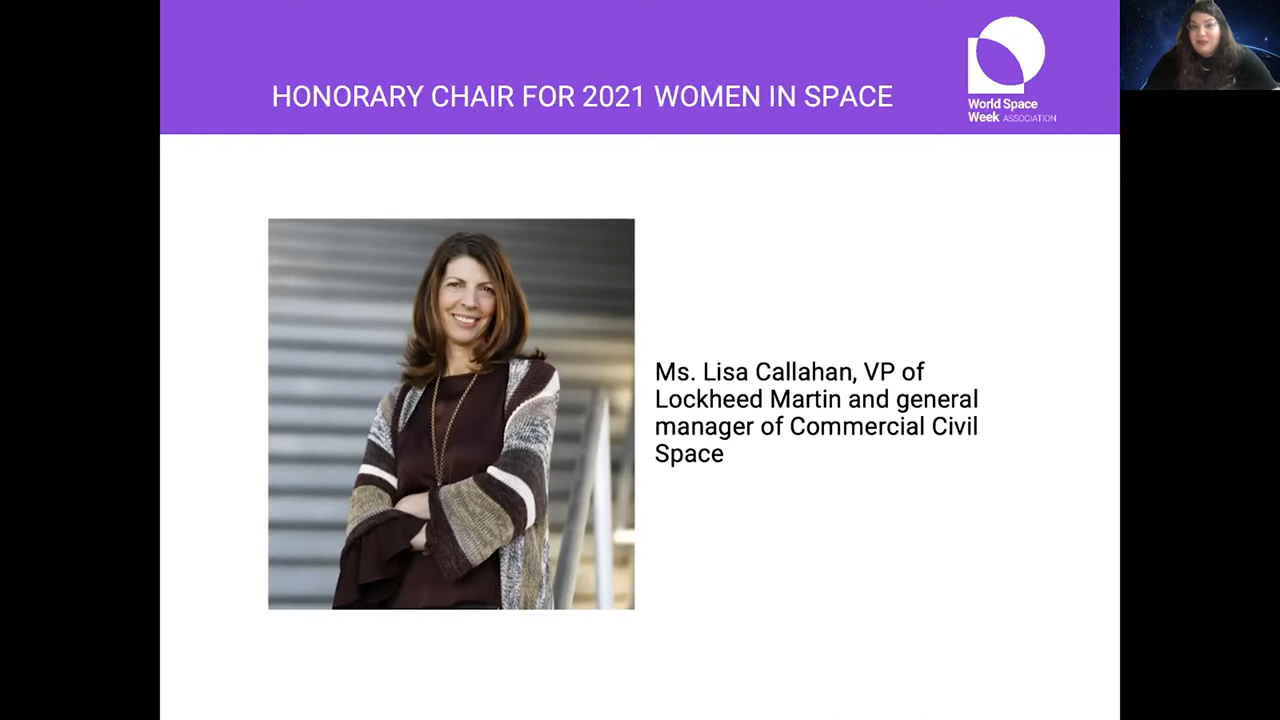 HONORARY CHAIR FOR 2021 WOMEN IN SPACE
World Space
Week ASSOCIATION
Ms. Lisa Callahan, VP of
Lockheed Martin and general
manager of Commercial Civil
Space